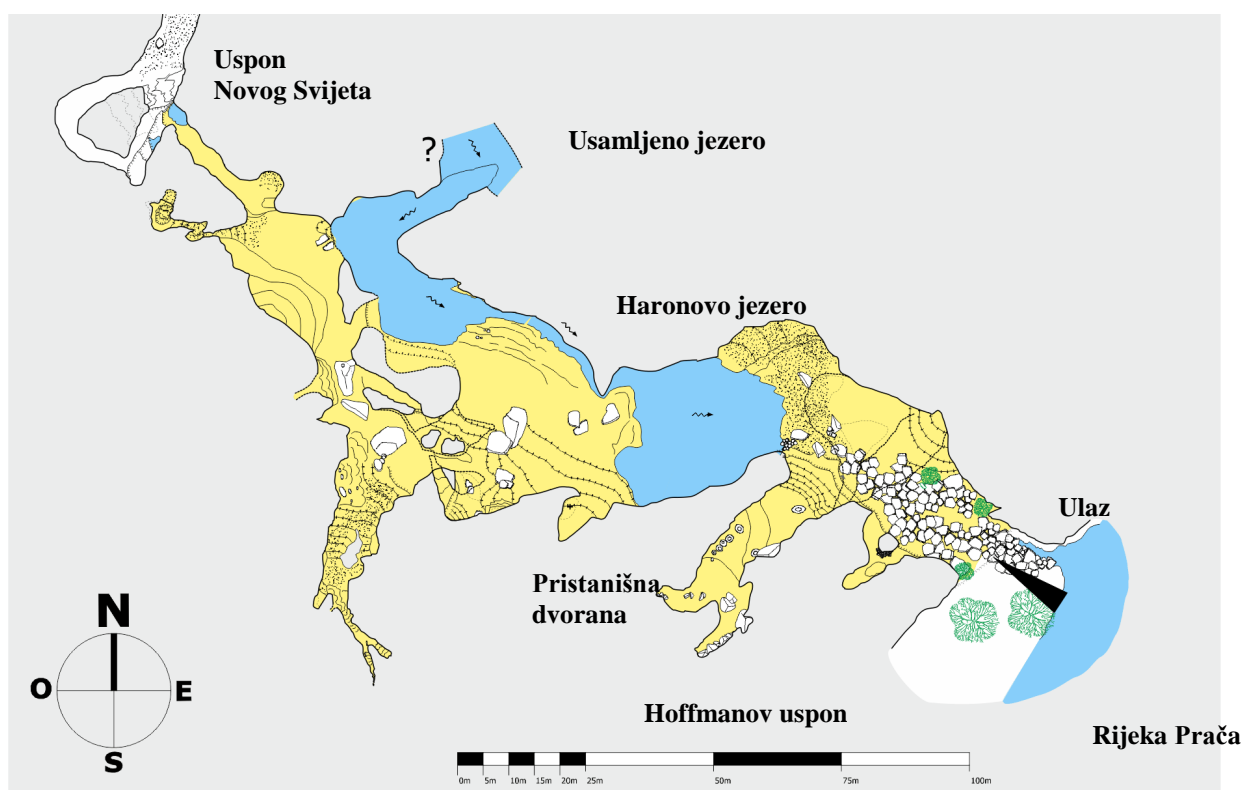 Uspon
Novog Svijeta
Usamljeno jezero
?
Haronovo jezero
Ulaz
Pristanišna
dvorana
N
O
E
S
Hoffmanov uspon
Rijeka Prača
0m 5m 10m 15m 20m 25m 50m 75m 100m